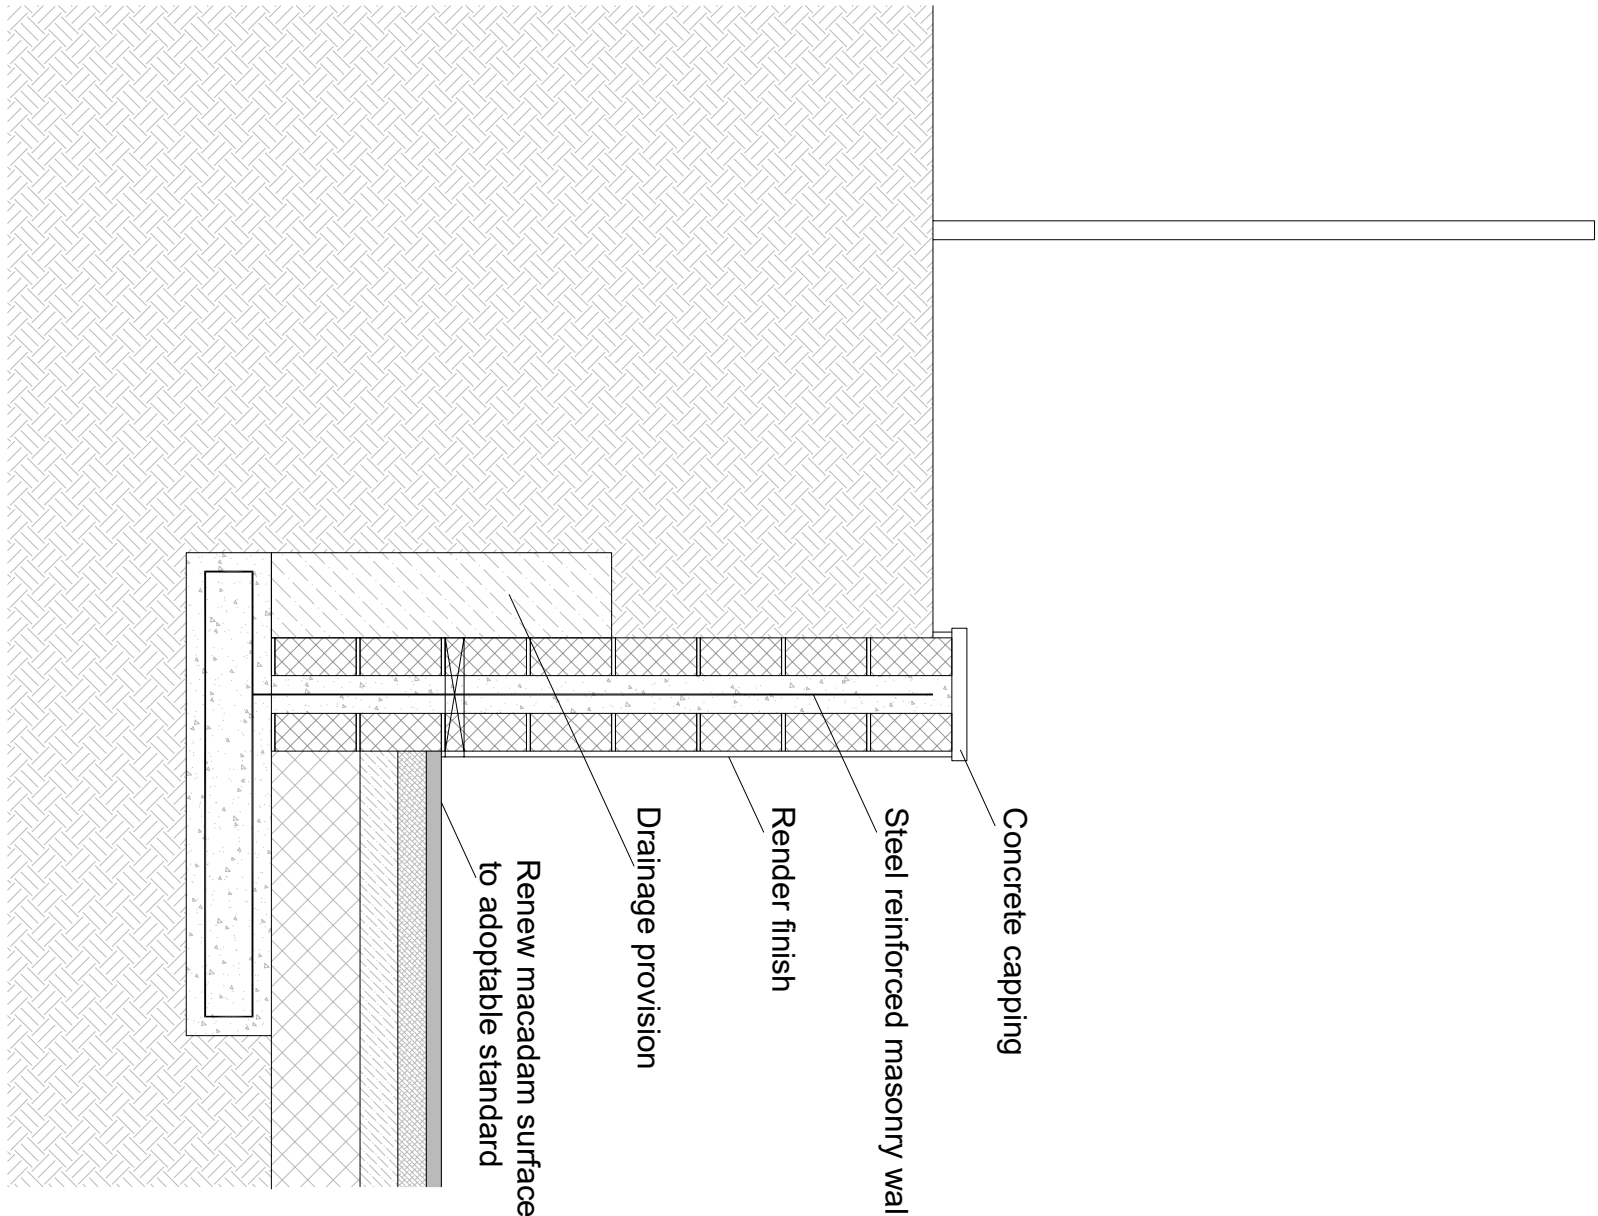 Concrete capping
Steel reinforced masonry wal
Render finish
Drainage provision
Renew macadam surface
to adoptable standard